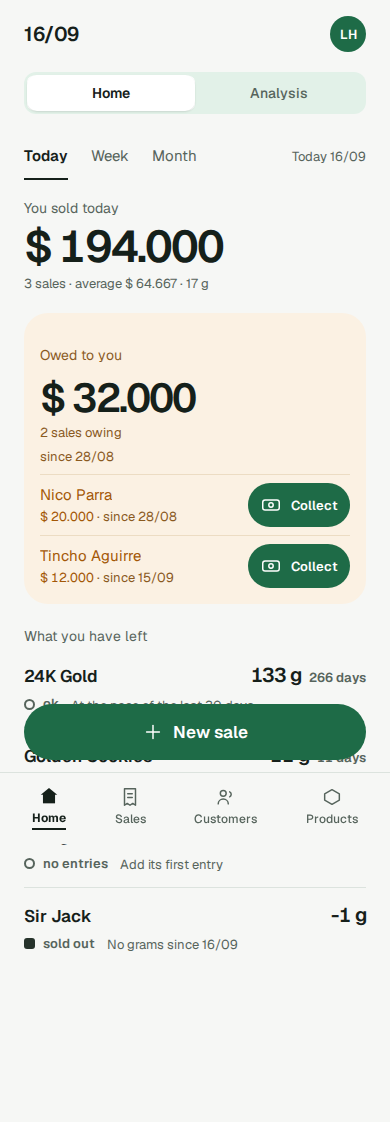 16/09
LH
Home
Analysis
Today
Week
Month
Today 16/09
You sold today
$ 194.000
3 sales · average $ 64.667 · 17 g
Owed to you
$ 32.000
2 sales owing
since 28/08
Nico Parra
$ 20.000 · since 28/08
Collect
Tincho Aguirre
$ 12.000 · since 15/09
Collect
What you have left
24K Gold
133 g 266 days
New sale
Home
Sales
Customers
Products
no entries Add its first entry
Sir Jack
-1 g
sold out No grams since 16/09